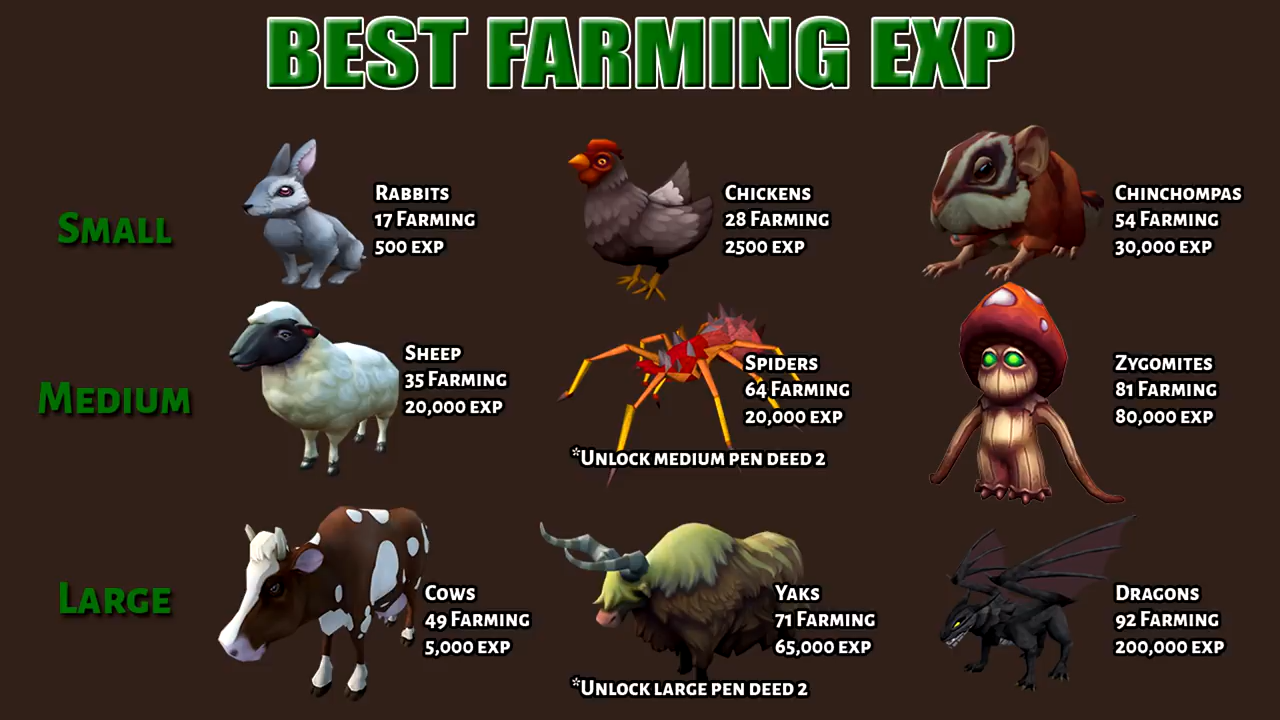 BEST FARMING EXP
SMALL
RABBITS
17 FARMING
500 EXP
CHICKENS
28 FARMING
2500 EXP
CHINCHOMPAS
54 FARMING
30,000 EXP
MEDIUM
SHEEP
35 FARMING
20,000 EXP
SPIDERS
64 FARMING
20,000 EXP
*UNLOCK MEDIUM PEN DEED 2
ZYGOMITES
81 FARMING
80,000 EXP
LARGE
COWS
49 FARMING
5,000 EXP
YAKS
71 FARMING
65,000 EXP
*UNLOCK LARGE PEN DEED 2
DRAGONS
92 FARMING
200,000 EXP